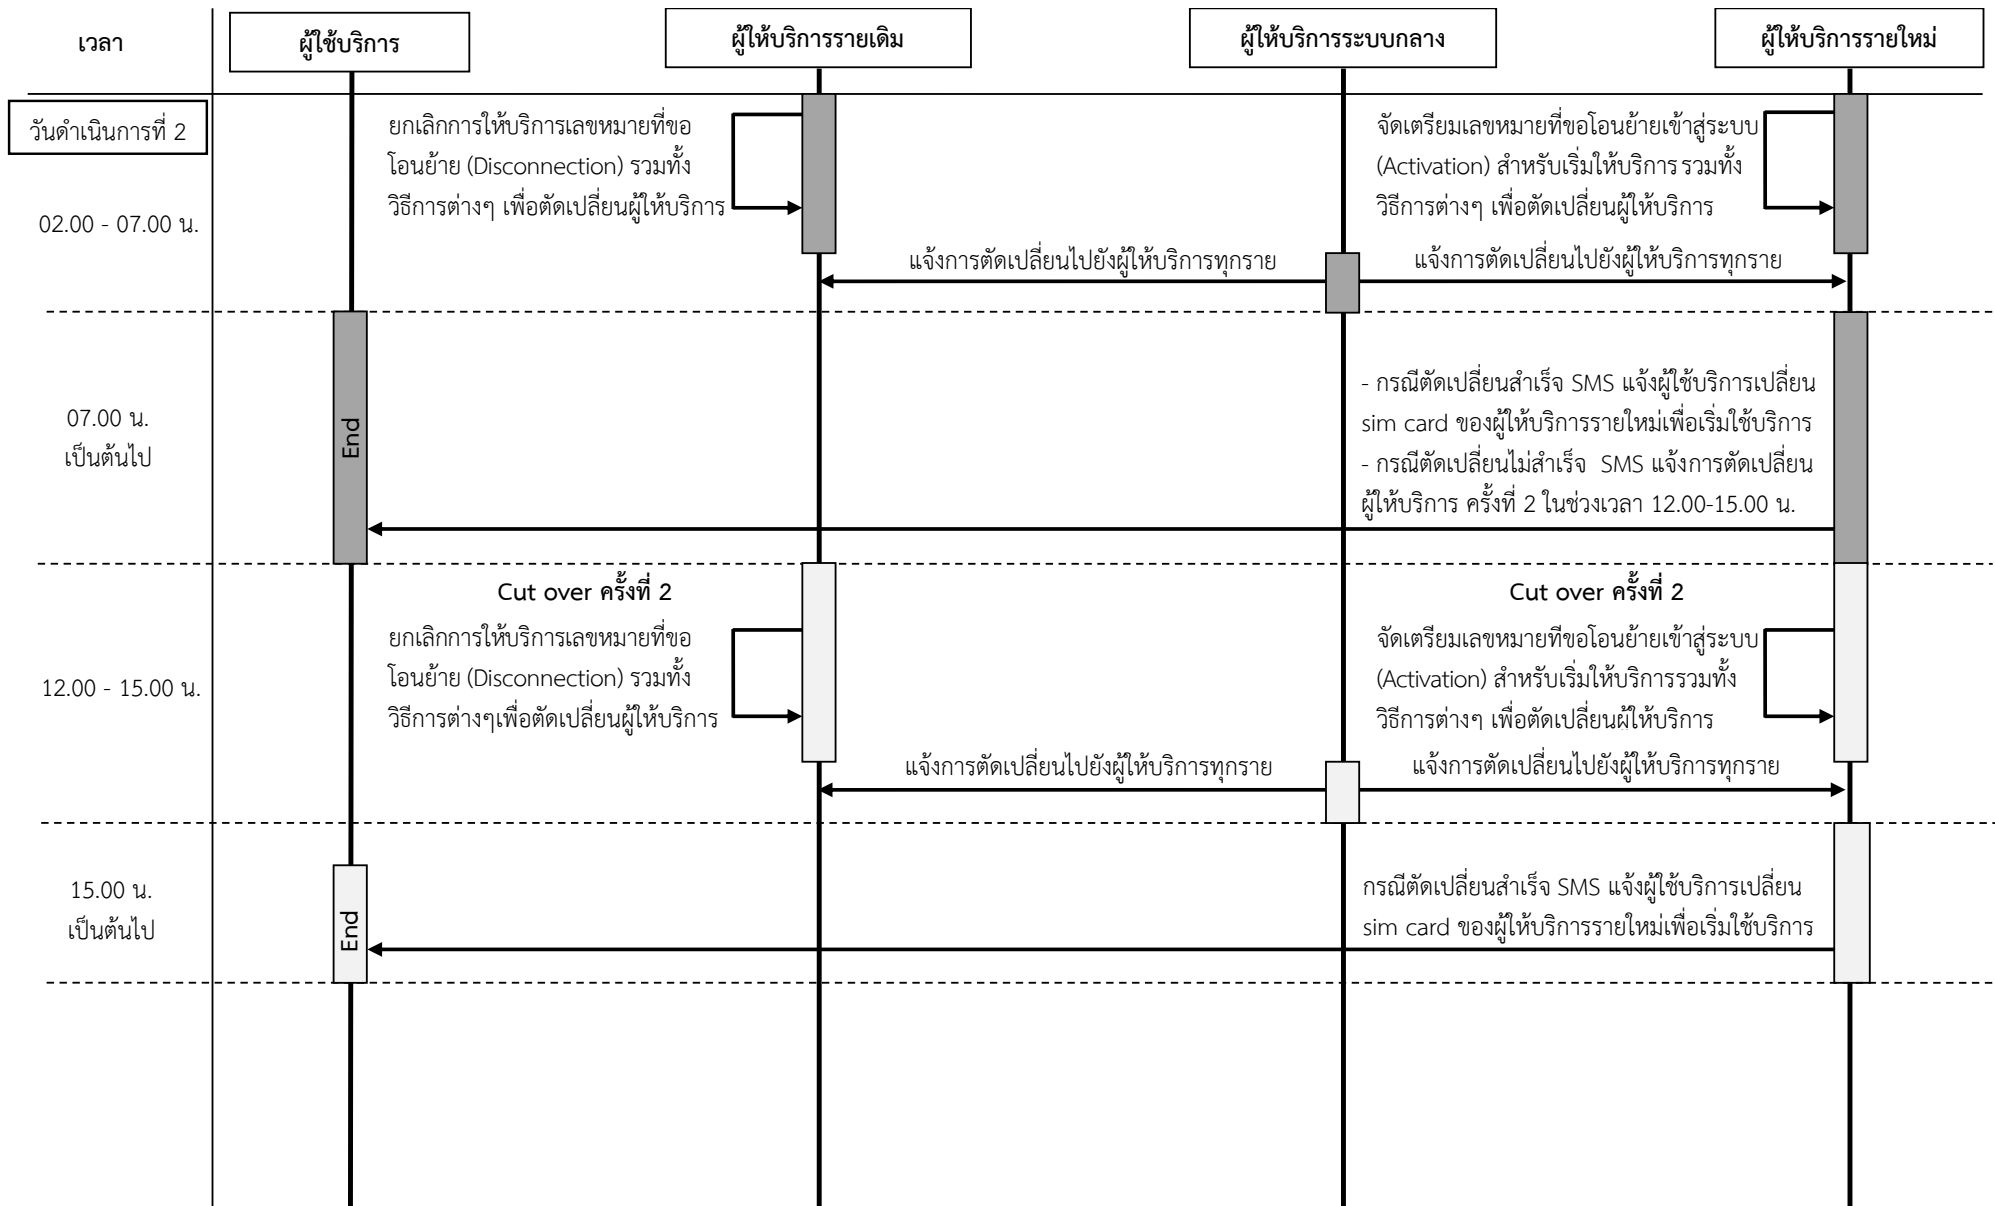 เวลา
ผู้ใช้บริการ
ผู้ให้บริการรายเดิม
ผู้ให้บริการระบบกลาง
ผู้ให้บริการรายใหม่
วันดำเนินการที่ 2
02.00 - 07.00 น.
ยกเลิกการให้บริการเลขหมายที่ขอ
โอนย้าย (Disconnection) รวมทั้ง
วิธีการต่างๆ เพื่อตัดเปลี่ยนผู้ให้บริการ
จัดเตรียมเลขหมายที่ขอโอนย้ายเข้าสู่ระบบ
(Activation) สำหรับเริ่มให้บริการ รวมทั้ง
วิธีการต่างๆ เพื่อตัดเปลี่ยนผู้ให้บริการ
แจ้งการตัดเปลี่ยนไปยังผู้ให้บริการทุกราย
แจ้งการตัดเปลี่ยนไปยังผู้ให้บริการทุกราย
07.00 น.
เป็นต้นไป
End
- กรณีตัดเปลี่ยนสำเร็จ SMS แจ้งผู้ใช้บริการเปลี่ยน
sim card ของผู้ให้บริการรายใหม่เพื่อเริ่มใช้บริการ
- กรณีตัดเปลี่ยนไม่สำเร็จ SMS แจ้งการตัดเปลี่ยน
ผู้ให้บริการ ครั้งที่ 2 ในช่วงเวลา 12.00-15.00 น.
12.00 - 15.00 น.
Cut over ครั้งที่ 2
ยกเลิกการให้บริการเลขหมายที่ขอ
โอนย้าย (Disconnection) รวมทั้ง
วิธีการต่างๆเพื่อตัดเปลี่ยนผู้ให้บริการ
Cut over ครั้งที่ 2
จัดเตรียมเลขหมายทีขอโอนย้ายเข้าสู่ระบบ
(Activation) สำหรับเริ่มให้บริการรวมทั้ง
วิธีการต่างๆ เพื่อตัดเปลี่ยนผู้ให้บริการ
แจ้งการตัดเปลี่ยนไปยังผู้ให้บริการทุกราย
แจ้งการตัดเปลี่ยนไปยังผู้ให้บริการทุกราย
15.00 น.
เป็นต้นไป
End
กรณีตัดเปลี่ยนสำเร็จ SMS แจ้งผู้ใช้บริการเปลี่ยน
sim card ของผู้ให้บริการรายใหม่เพื่อเริ่มใช้บริการ